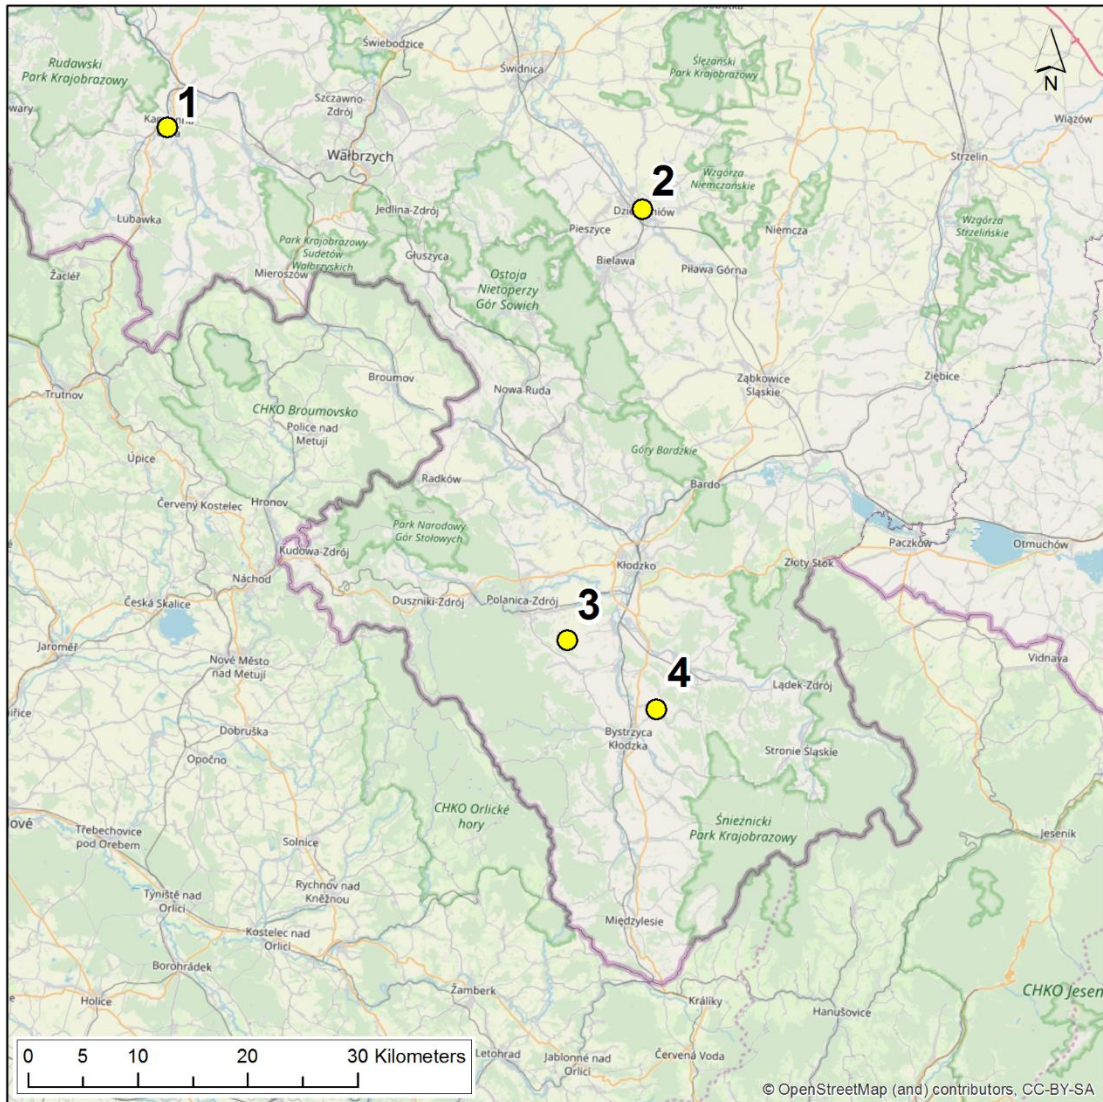 Rudawski
Park Krajobrazowy
wary
1
Lubawka
Żacléř
Świebodzice
Szczawno-
Zdrój
Wałbrzych
Jedlina-Zdrój
Park Krajobrazowy
Sudetów
Wałbrzyskich
Mieroszów
Głuszyca
Świdnica
Ślężański
Park Krajobrazowy
2
Pieszyce
Bielawa
Piława Górna
Wzgórza
Niemczańskie
Niemcza
Wiązów
Strzelin
Wzgórza
Strzelińskie
N
Ostoja
Nietoperzy
Gór Sowich
Trutnov
Broumov
CHKO Broumovsko
Police nad
Metují
Úpice
Nowa Ruda
Ząbkowice
Śląskie
Ziębice
Radków
Góry Bardzkie
Bardo
Červený Kostelec
Hronov
Park Narodowy
Gór Stołowych
Kudowa-Zdrój
Náchod
Česká Skalice
Jaroměř
Kłodzko
Złoty Stok
Paczków
Otmuchów
Duszniki-Zdrój
Polanica-Zdrój
3
Nové Město
nad Metují
Vidnava
4
Lądek-Zdrój
Dobruška
Opočno
Bystrzyca
Kłodzka
Stronie Śląskie
CHKO Orlické
hory
Śnieżnicki
Park Krajobrazowy
Jeseník
ové
Třebechovice
pod Orebem
Solnice
Rychnov nad
Kněžnou
Týniště nad
Orlicí
Kostelec nad
Orlicí
Międzylesie
Borohrádek
Holice
Žamberk
Králíky
Hanušovice
CHKO Jesen
Letohrad
Jablonné nad
Orlicí
Červená Voda
0 5 10 20 30 Kilometers
© OpenStreetMap (and) contributors, CC-BY-SA